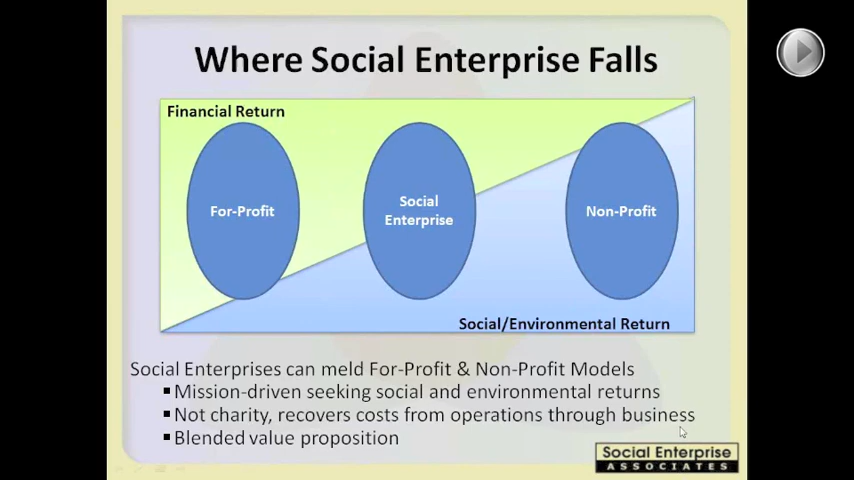 Where Social Enterprise Falls
Financial Return
For-Profit
Social
Enterprise
Non-Profit
Social/Environmental Return
Social Enterprises can meld For-Profit & Non-Profit Models
Mission-driven seeking social and environmental returns
Not charity, recovers costs from operations through business
Blended value proposition
Social Enterprise
ASSOCIATES